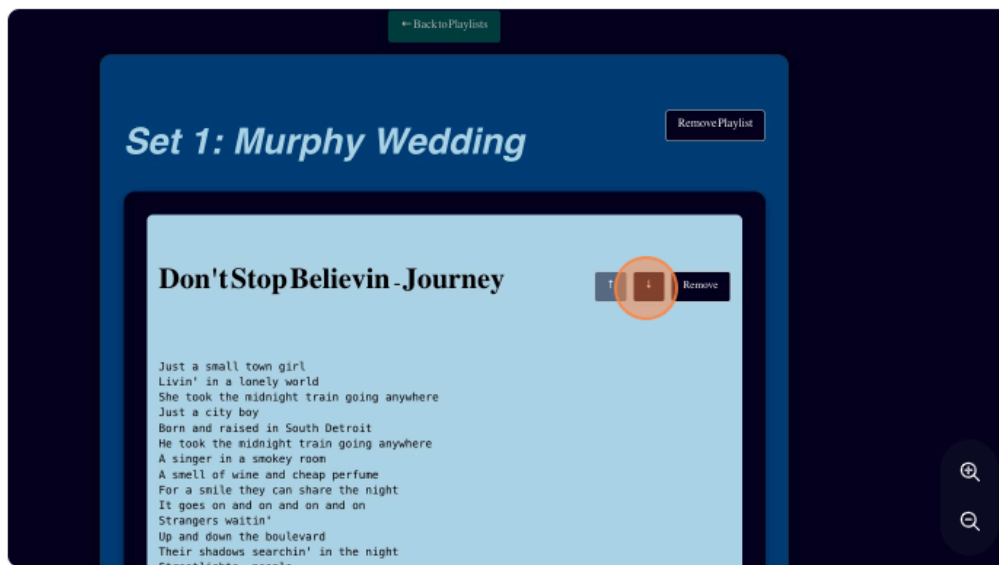 ← Back to Playlists
Set 1: Murphy Wedding
Remove Playlist
Don't Stop Believin - Journey
↑ ↓ Remove
Just a small town girl
Livin' in a lonely world
She took the midnight train going anywhere
Just a city boy
Born and raised in South Detroit
He took the midnight train going anywhere
A singer in a smokey room
A smell of wine and cheap perfume
For a smile they can share the night
It goes on and on and on and on
Strangers waitin'
Up and down the boulevard
Their shadows searchin' in the night